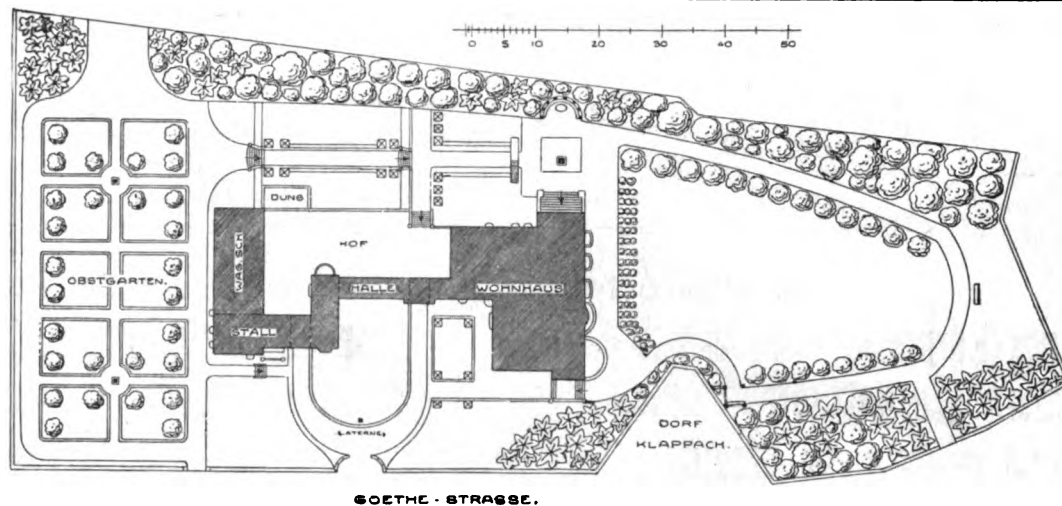 0 5 10 20 30 40 50
DUNG
HOF
WAG.SCH
OBSTGARTEN.
HALLE
WOHNHAUS
STALL
LATERNE
DORF
KLAPPACH.
GOETHE - STRASSE.